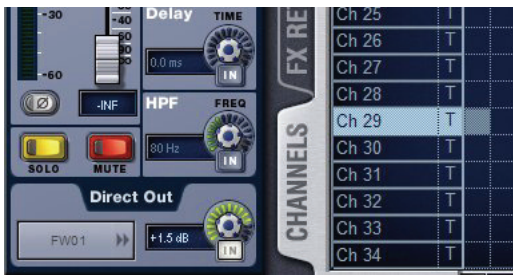 -30
-40
-60
Ø
-INF
SOLO
MUTE
Delay TIME
0.0 ms
IN
HPF FREQ
80 Hz
IN
Direct Out
FW01
+1.5 dB
IN
FX RE
CHANNELS
Ch 25 T
Ch 26 T
Ch 27 T
Ch 28 T
Ch 29 T
Ch 30 T
Ch 31 T
Ch 32 T
Ch 33 T
Ch 34 T